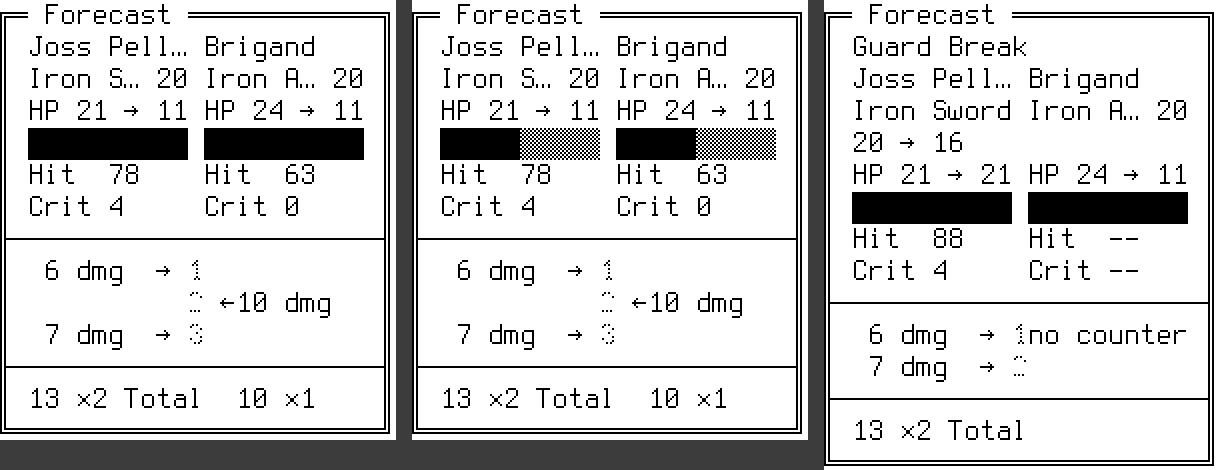 Forecast
Joss Pell… Brigand
Iron S… 20 Iron A… 20
HP 21 → 11 HP 24 → 11
Hit 78 Hit 63
Crit 4 Crit 0
6 dmg → 1
2 ←10 dmg
7 dmg → 3
13 ×2 Total 10 ×1
Forecast
Joss Pell… Brigand
Iron S… 20 Iron A… 20
HP 21 → 11 HP 24 → 11
Hit 78 Hit 63
Crit 4 Crit 0
6 dmg → 1
2 ←10 dmg
7 dmg → 3
13 ×2 Total 10 ×1
Forecast
Guard Break
Joss Pell… Brigand
Iron Sword Iron A… 20
20 → 16
HP 21 → 21 HP 24 → 11
Hit 88 Hit --
Crit 4 Crit --
6 dmg → 1no counter
7 dmg → 2
13 ×2 Total